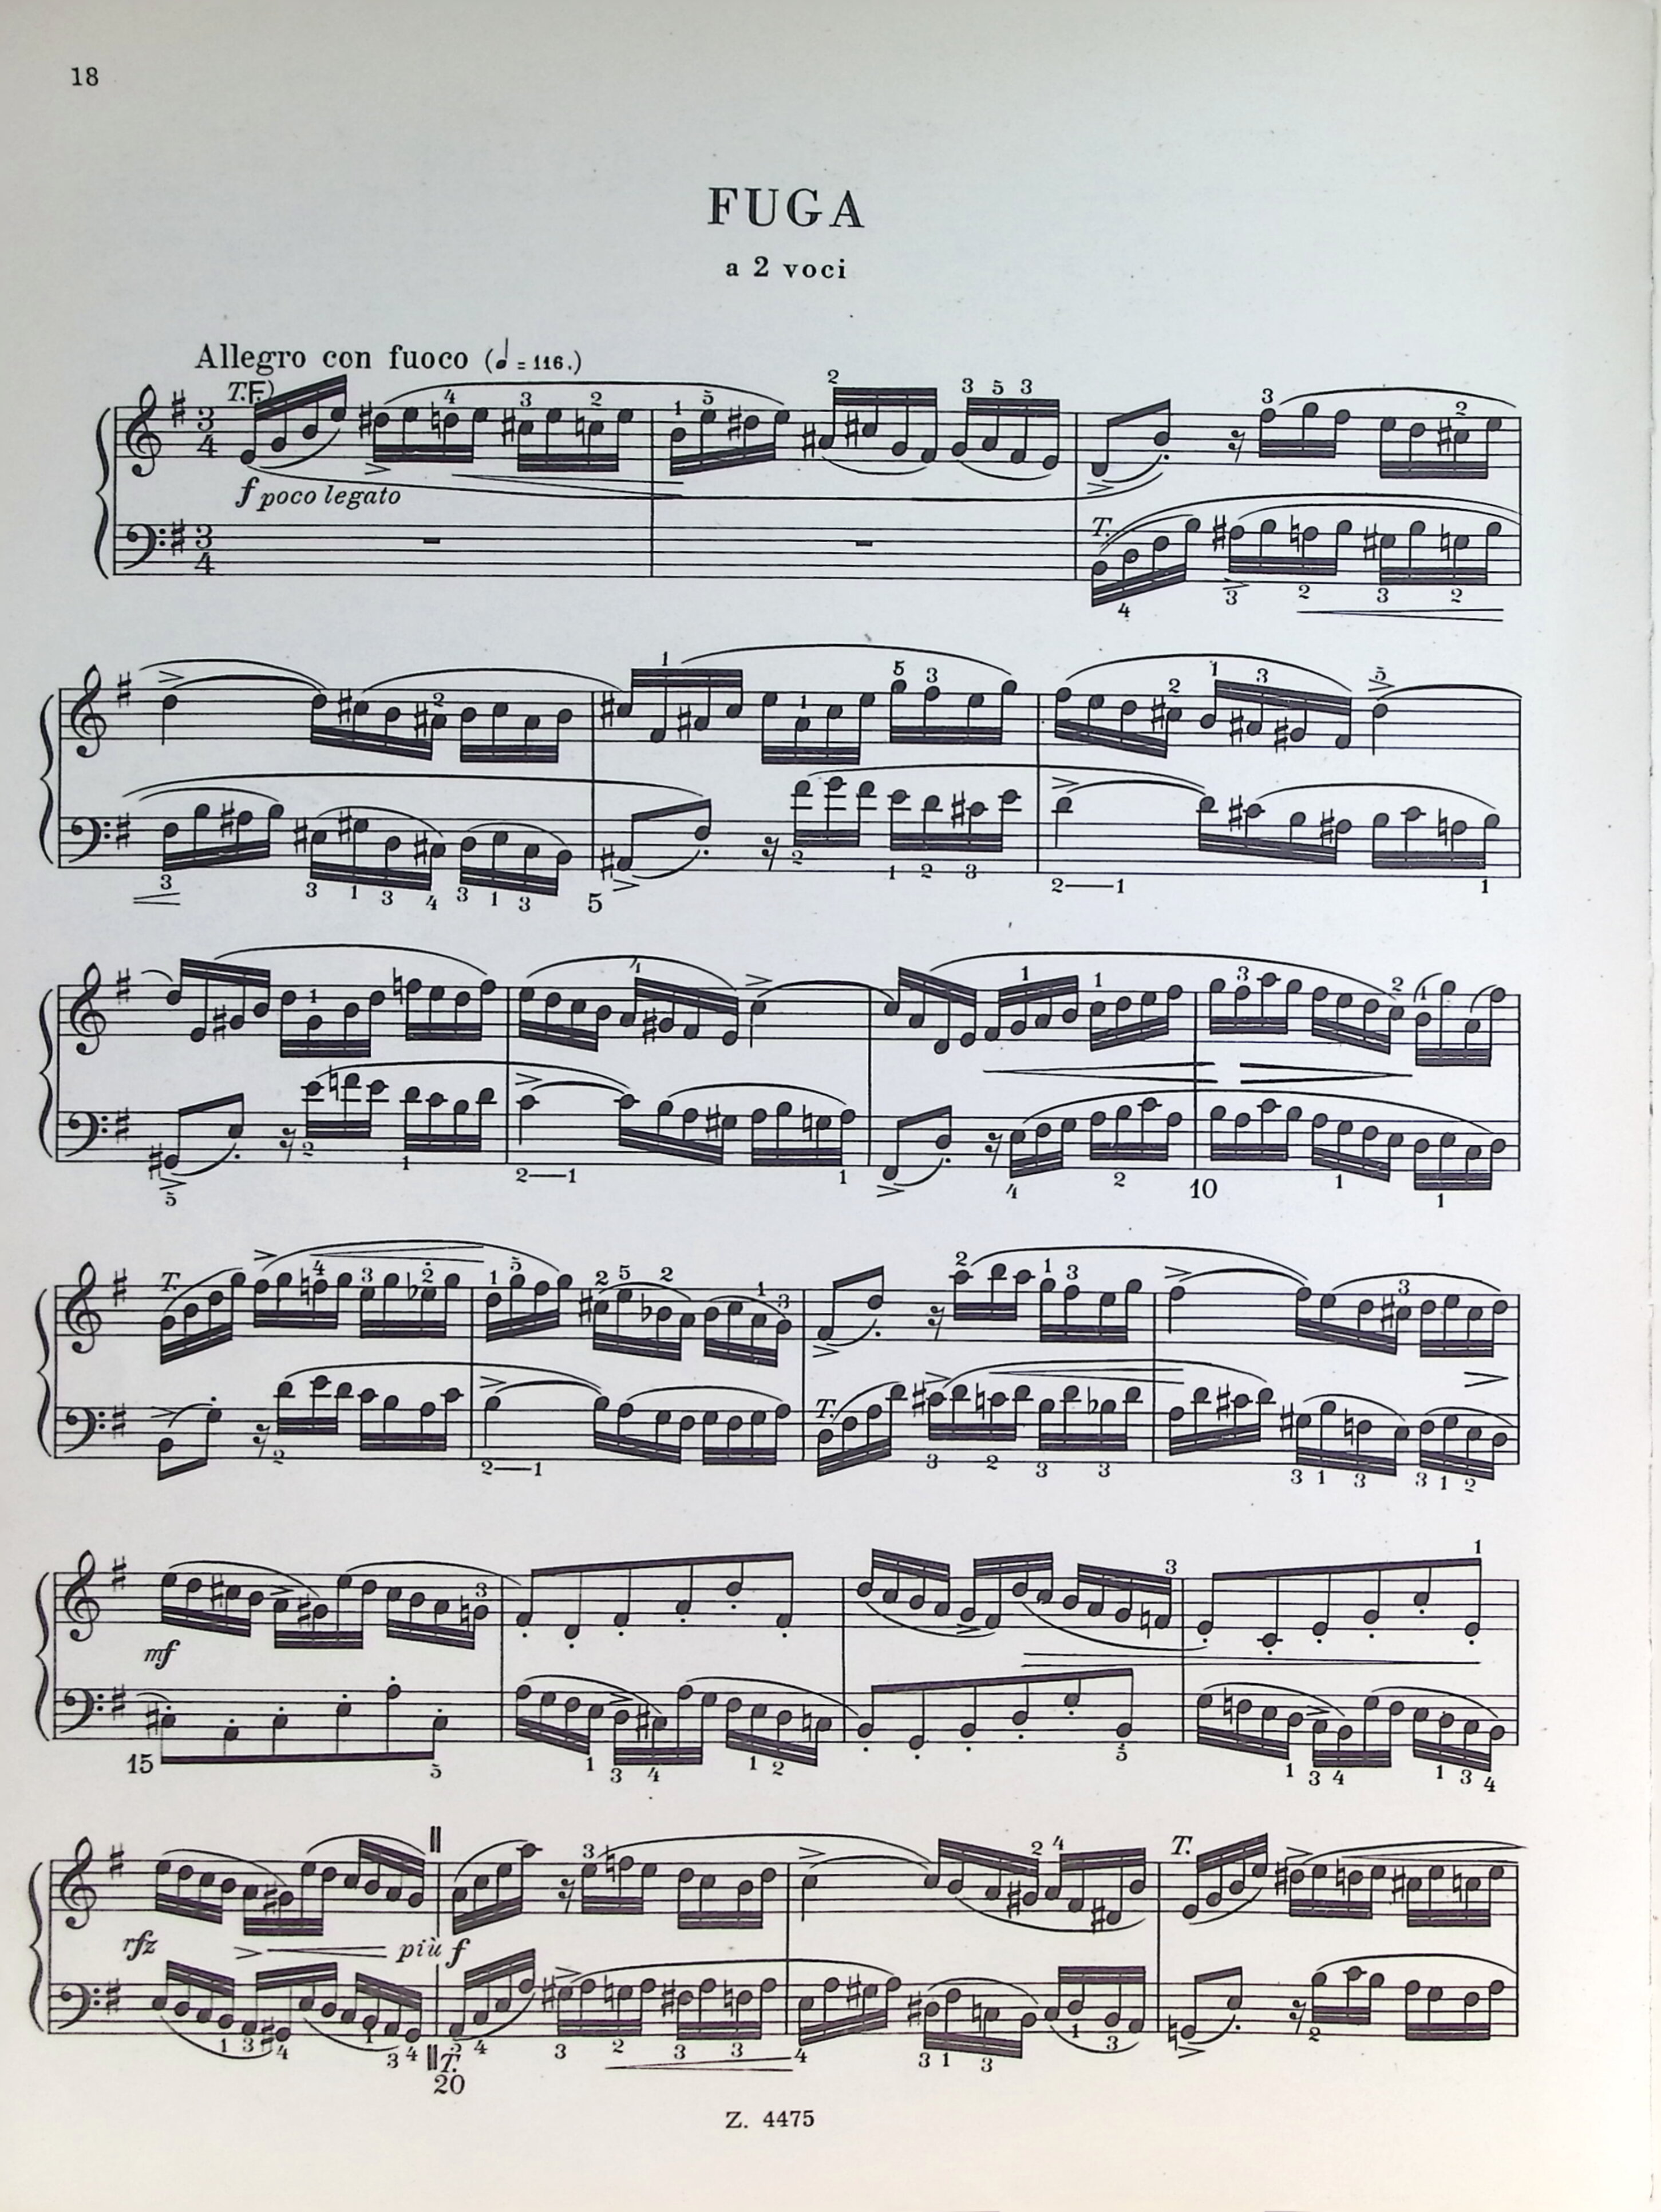 18
FUGA
a 2 voci
Allegro con fuoco (♩ = 116.)
T.F.)
f poco legato
T.
5
10
T.
T.
mf
15
T.
rfz
più f
T.
20
Z. 4475